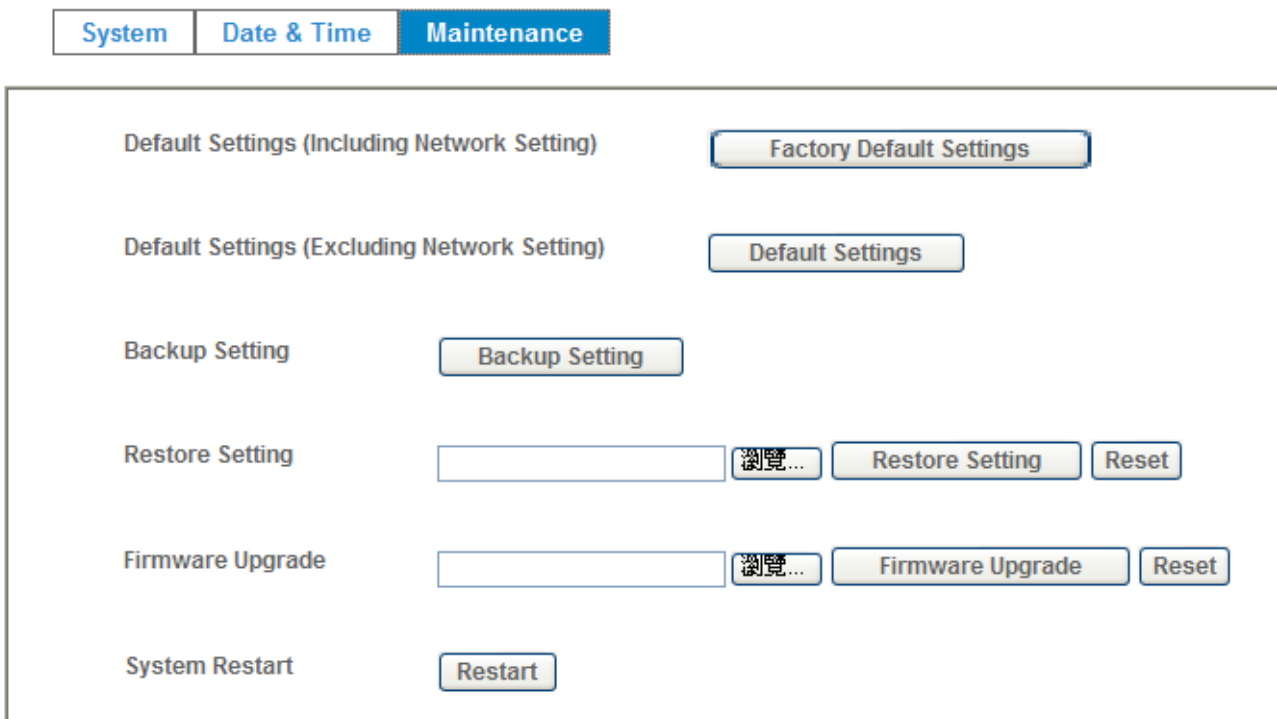 System Date & Time Maintenance
Default Settings (Including Network Setting) Factory Default Settings
Default Settings (Excluding Network Setting) Default Settings
Backup Setting Backup Setting
Restore Setting 瀏覽... Restore Setting Reset
Firmware Upgrade 瀏覽... Firmware Upgrade Reset
System Restart Restart